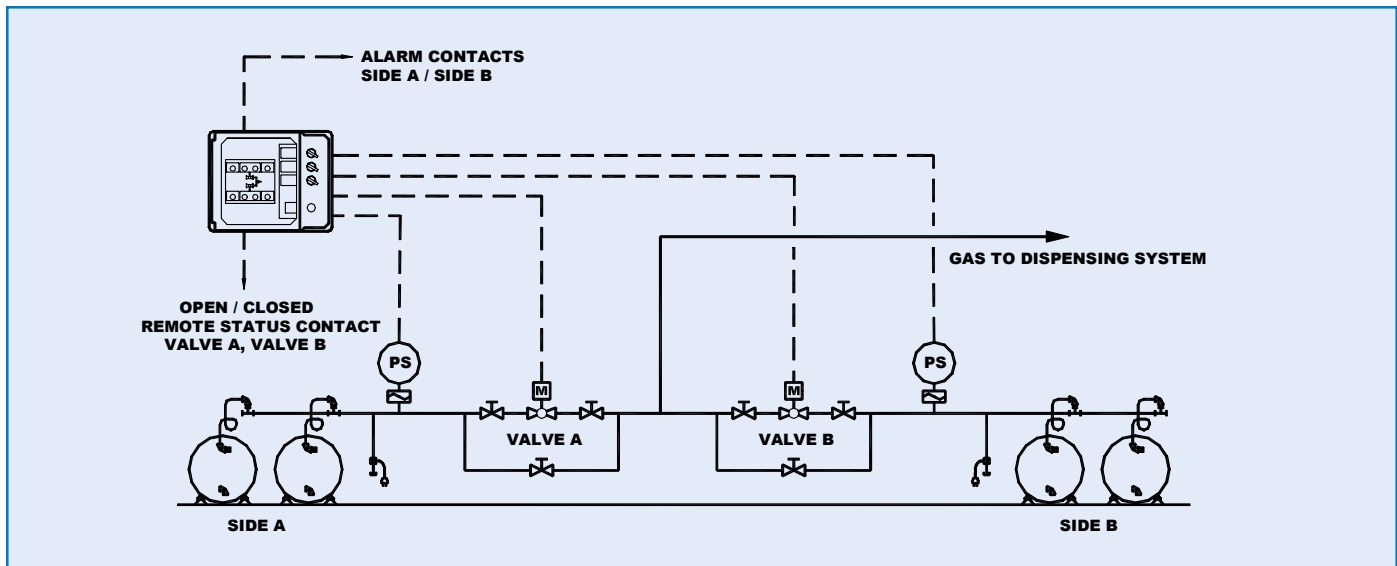 ALARM CONTACTS
SIDE A / SIDE B
GAS TO DISPENSING SYSTEM
OPEN / CLOSED
REMOTE STATUS CONTACT
VALVE A, VALVE B
PS
PS
M
M
VALVE A
VALVE B
SIDE A
SIDE B